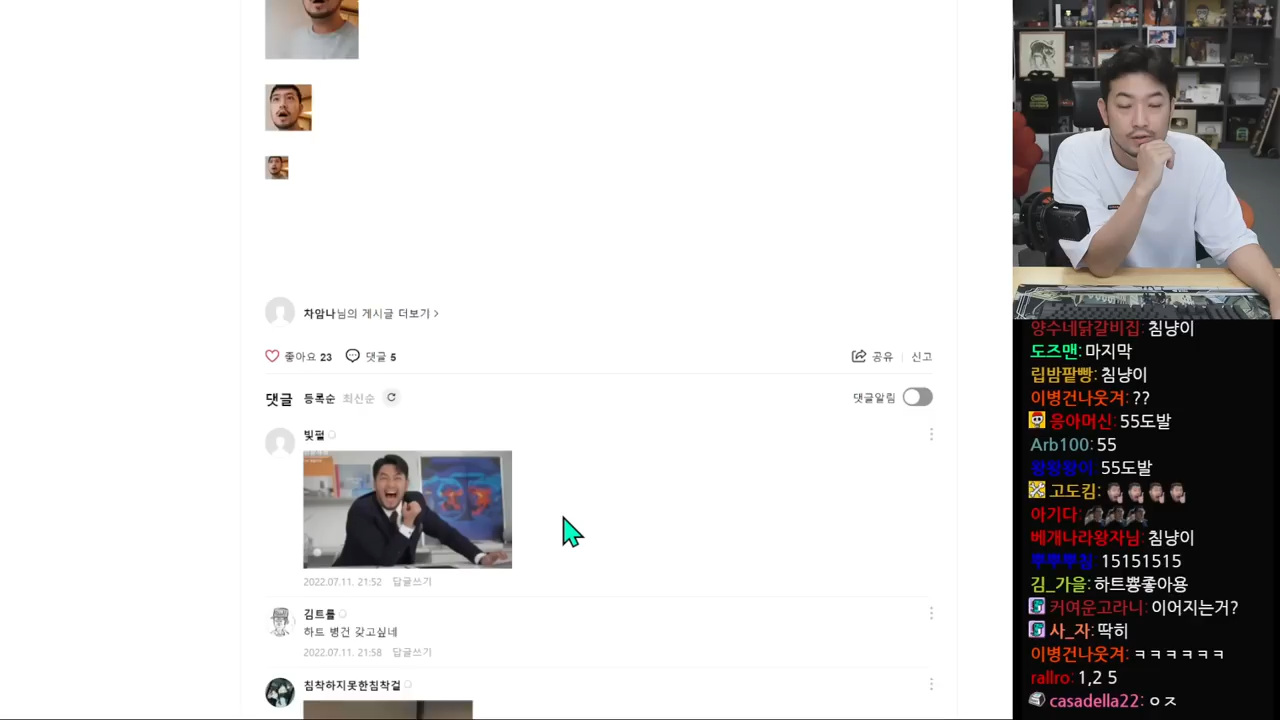 차암나님의 게시글 더보기 >
좋아요 23 댓글 5
공유 신고
댓글 등록순 최신순
댓글알림
빛펄
2022.07.11. 21:52 답글쓰기
김트를
하트 병건 갖고싶네
2022.07.11. 21:58 답글쓰기
침착하지못한침착걸
양수네닭갈비집: 침냥이
도즈맨: 마지막
립밤팥빵: 침냥이
이병건나웃겨: ??
응아머신: 55도발
Arb100: 55
왕왕왕이: 55도발
고도킴:
아기다:
베개나라왕자님: 침냥이
뿌뿌뿌침: 15151515
김_가을: 하트뿅좋아용
커여운고라니: 이어지는거?
사_자: 딱히
이병건나웃겨: ㅋㅋㅋㅋㅋㅋ
rallro: 1,2 5
casadella22: ㅇㅈ